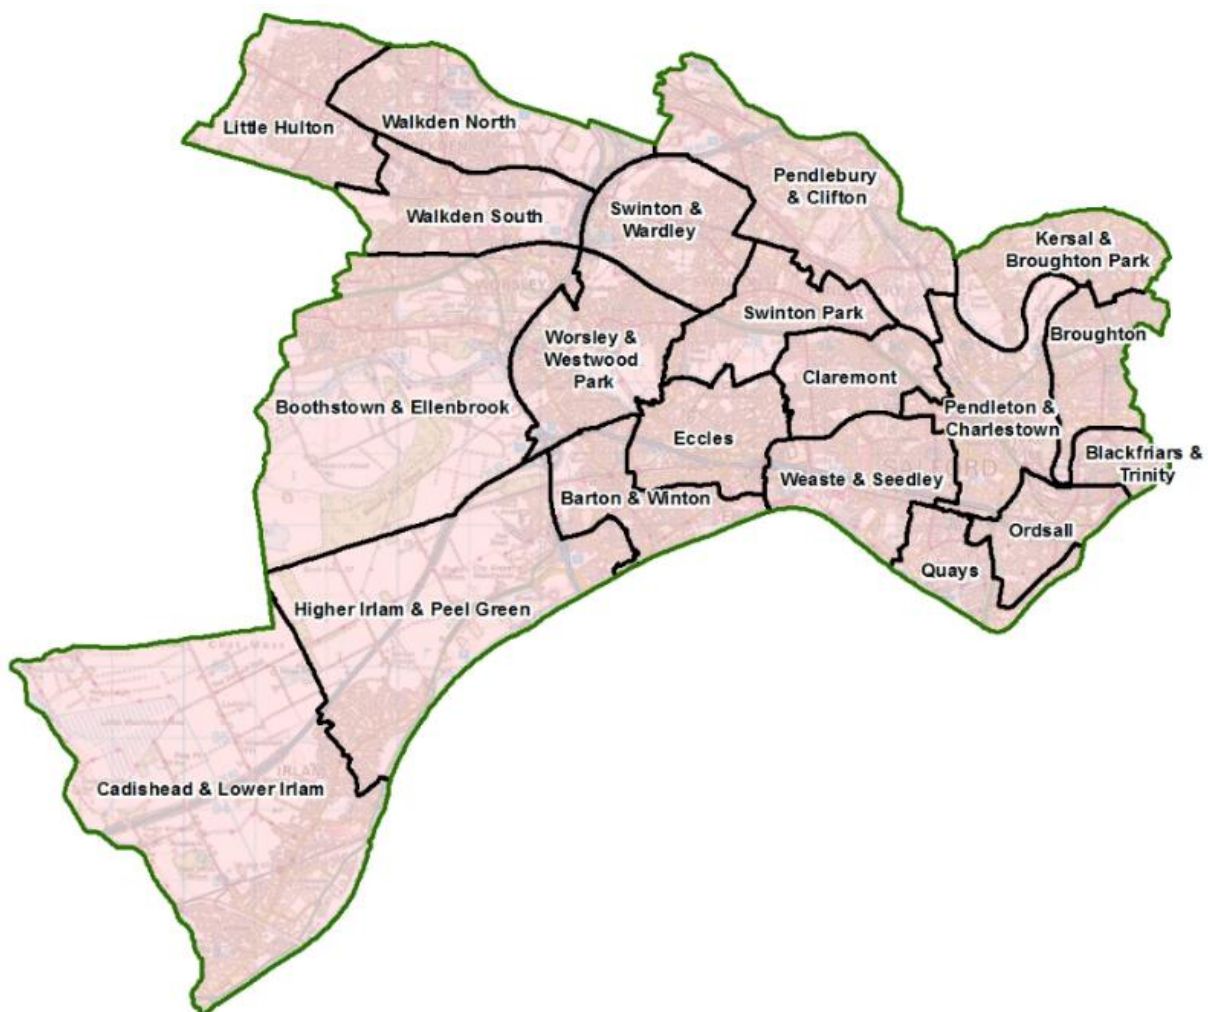 Little Hulton
Walkden North
Pendlebury
& Clifton
Walkden South
Swinton &
Wardley
Kersal &
Broughton Park
Swinton Park
Broughton
Worsley &
Westwood
Park
Claremont
Boothstown & Ellenbrook
Pendleton &
Charlestown
Eccles
Blackfriars &
Trinity
Weaste & Seedley
Barton & Winton
Ordsall
Quays
Higher Irlam & Peel Green
Cadishead & Lower Irlam